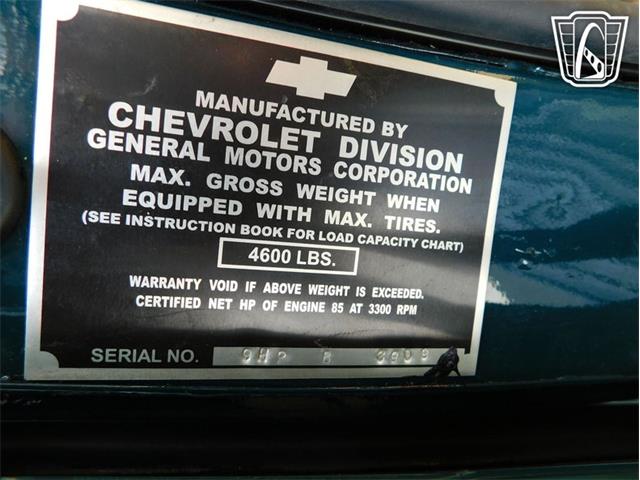 MANUFACTURED BY
CHEVROLET DIVISION
GENERAL MOTORS CORPORATION
MAX. GROSS WEIGHT WHEN
EQUIPPED WITH MAX. TIRES.
(SEE INSTRUCTION BOOK FOR LOAD CAPACITY CHART)
4600 LBS.
WARRANTY VOID IF ABOVE WEIGHT IS EXCEEDED.
CERTIFIED NET HP OF ENGINE 85 AT 3300 RPM
SERIAL NO.